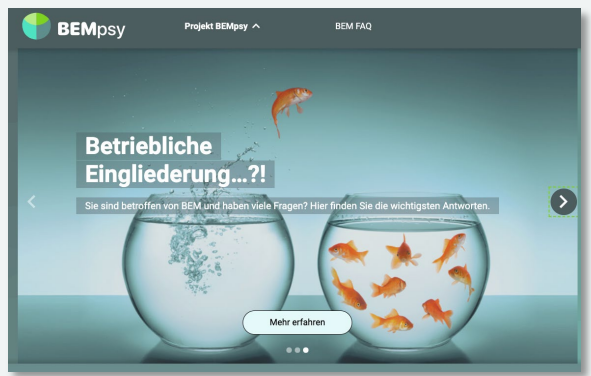 BEMpsy
Projekt BEMpsy
BEM FAQ
Betriebliche
Eingliederung...?!
Sie sind betroffen von BEM und haben viele Fragen? Hier finden Sie die wichtigsten Antworten.
Mehr erfahren